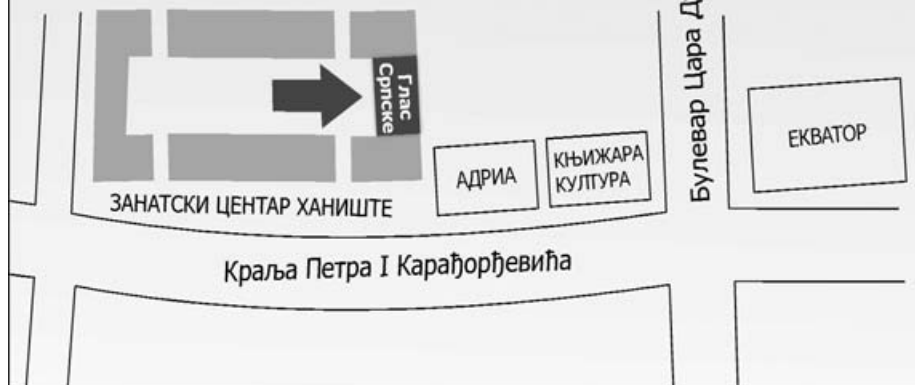 Глас
Српске
Булевар Цара Д
ЕКВАТОР
АДРИА
КЊИЖАРА
КУЛТУРА
ЗАНАТСКИ ЦЕНТАР ХАНИШТЕ
Краља Петра I Карађорђевића